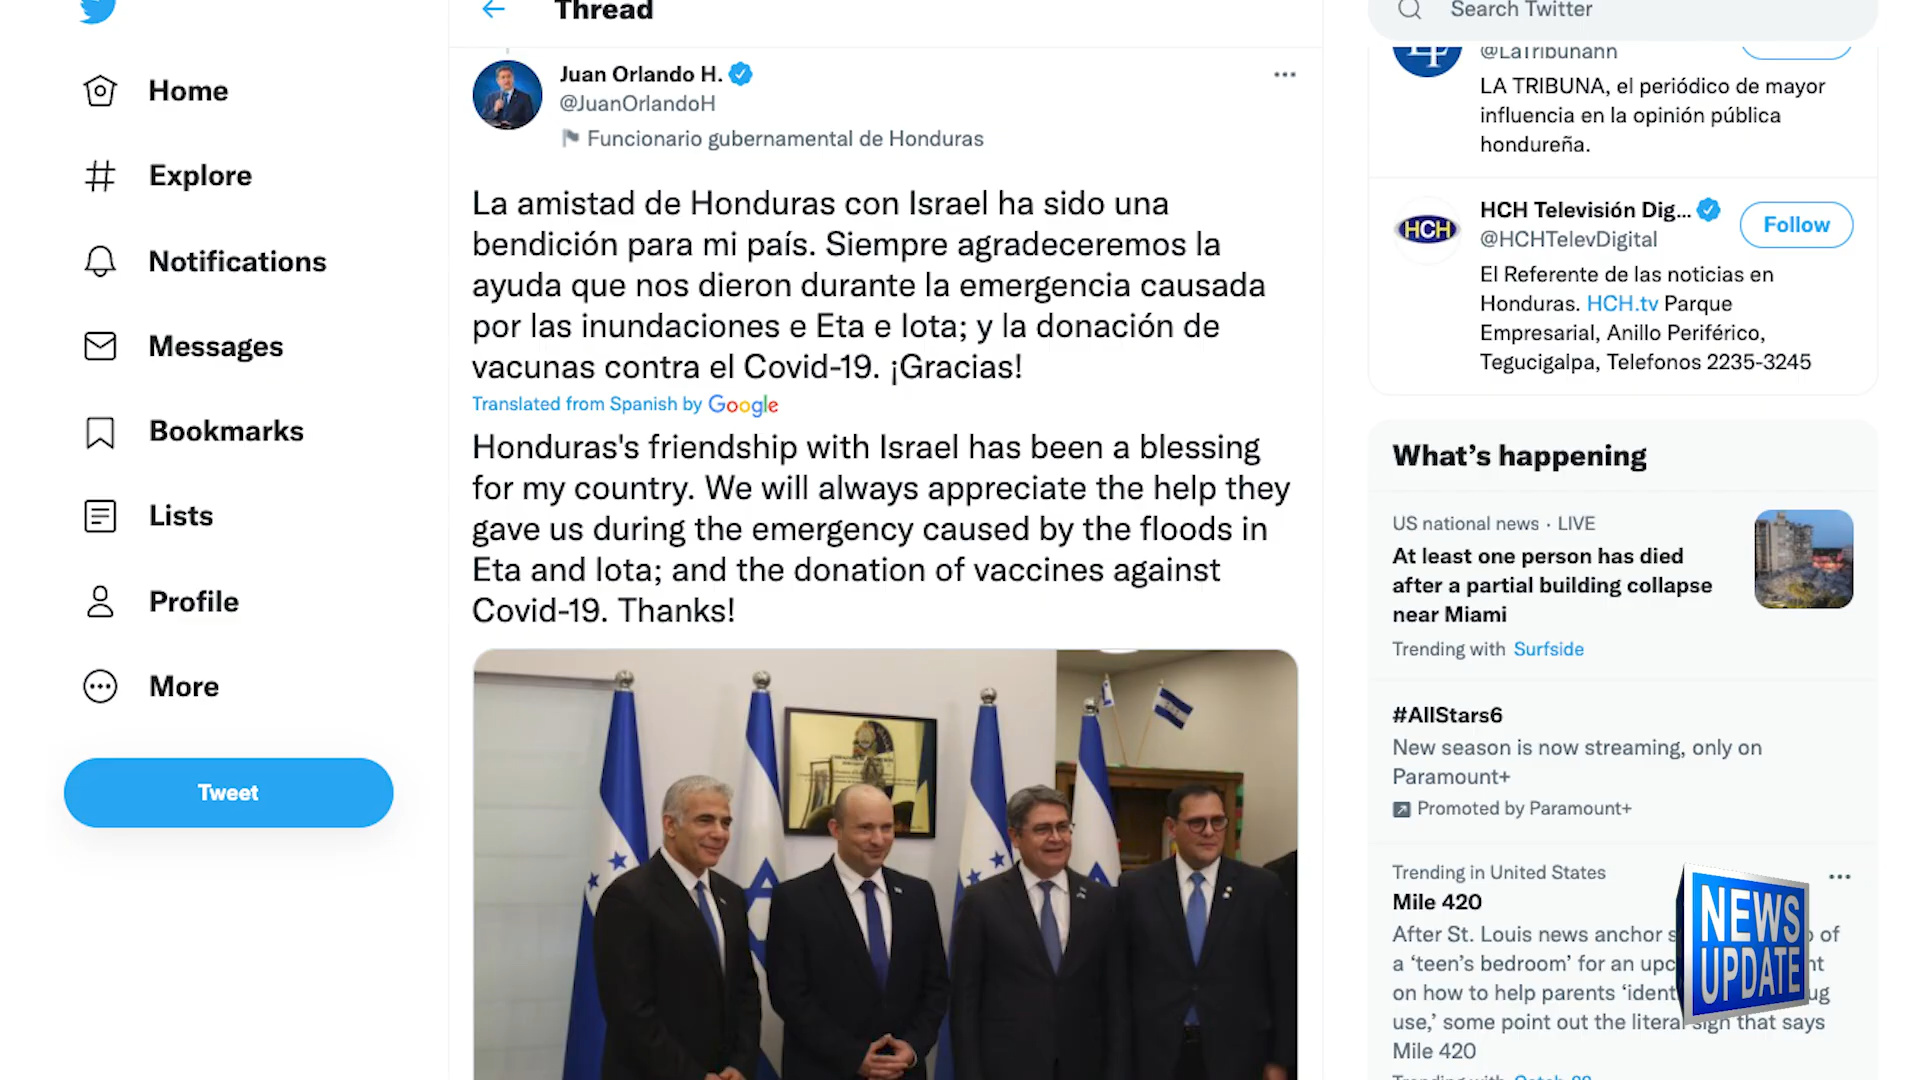 Home
Explore
Notifications
Messages
Bookmarks
Lists
Profile
More
Tweet
Thread
Juan Orlando H.
@JuanOrlandoH
Funcionario gubernamental de Honduras
La amistad de Honduras con Israel ha sido una
bendición para mi país. Siempre agradeceremos la
ayuda que nos dieron durante la emergencia causada
por las inundaciones e Eta e Iota; y la donación de
vacunas contra el Covid-19. ¡Gracias!
Translated from Spanish by Google
Honduras's friendship with Israel has been a blessing
for my country. We will always appreciate the help they
gave us during the emergency caused by the floods in
Eta and Iota; and the donation of vaccines against
Covid-19. Thanks!
Search Twitter
@LaTribunahn
LA TRIBUNA, el periódico de mayor
influencia en la opinión pública
hondureña.
HCH
HCH Televisión Dig...
@HCHTelevDigital
Follow
El Referente de las noticias en
Honduras. HCH.tv Parque
Empresarial, Anillo Periférico,
Tegucigalpa, Telefonos 2235-3245
What's happening
US national news · LIVE
At least one person has died
after a partial building collapse
near Miami
Trending with Surfside
#AllStars6
New season is now streaming, only on
Paramount+
Promoted by Paramount+
Trending in United States
Mile 420
After St. Louis news anchor of
a ‘teen's bedroom’ for an
on how to help parents
use,’ some point out the literal sign that says
Mile 420
Trending with
NEWS
UPDATE